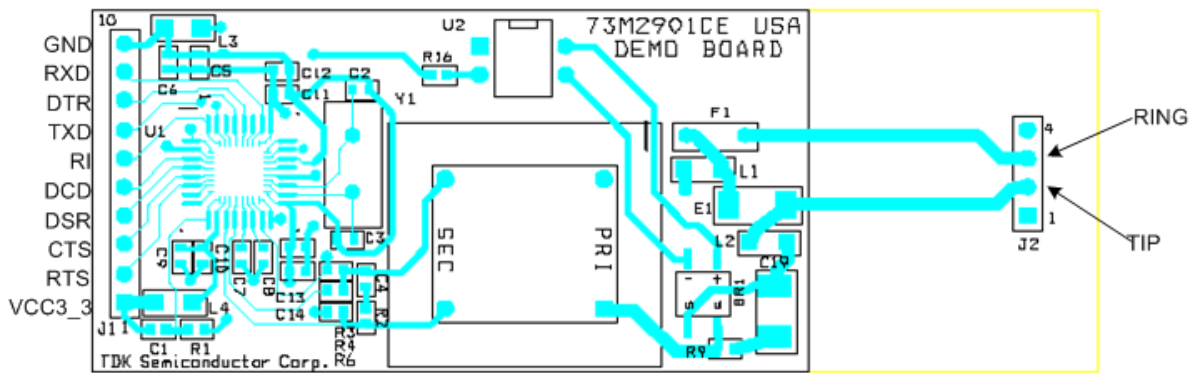 73M2901CE USA
DEMO BOARD
10
GND
RXD
DTR
TXD
RI
DCD
DSR
CTS
RTS
VCC3_3
J1
1
L3
C6
C5
C12
C11
C2
Y1
U1
U2
R16
F1
L1
E1
L2
C19
BR1
- +
R9
SEC
PRI
C3
C9
C10
C7
C8
C13
C14
C4
R2
R3
R4
R6
L4
C1
R1
TDK Semiconductor Corp.
4
1
J2
RING
TIP